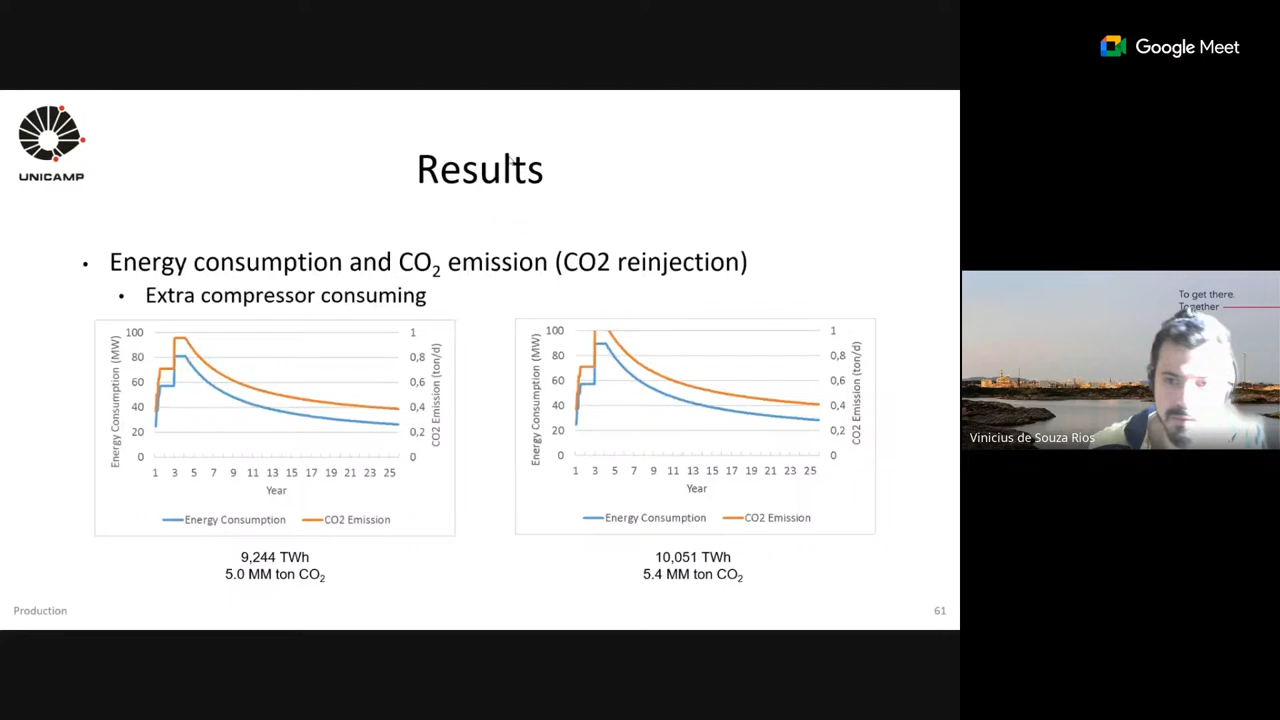 Google Meet
UNICAMP
Results
• Energy consumption and CO2 emission (CO2 reinjection)
• Extra compressor consuming
100
80
60
40
20
0
Energy Consumption (MW)
1
0,8
0,6
0,4
0,2
0
CO2 Emission (ton/d)
1 3 5 7 9 11 13 15 17 19 21 23 25
Year
Energy Consumption CO2 Emission
9,244 TWh
5.0 MM ton CO2
100
80
60
40
20
0
Energy Consumption (MW)
1
0,8
0,6
0,4
0,2
0
CO2 Emission (ton/d)
1 3 5 7 9 11 13 15 17 19 21 23 25
Year
Energy Consumption CO2 Emission
10,051 TWh
5.4 MM ton CO2
Production
61
To get there.
Together
Vinicius de Souza Rios